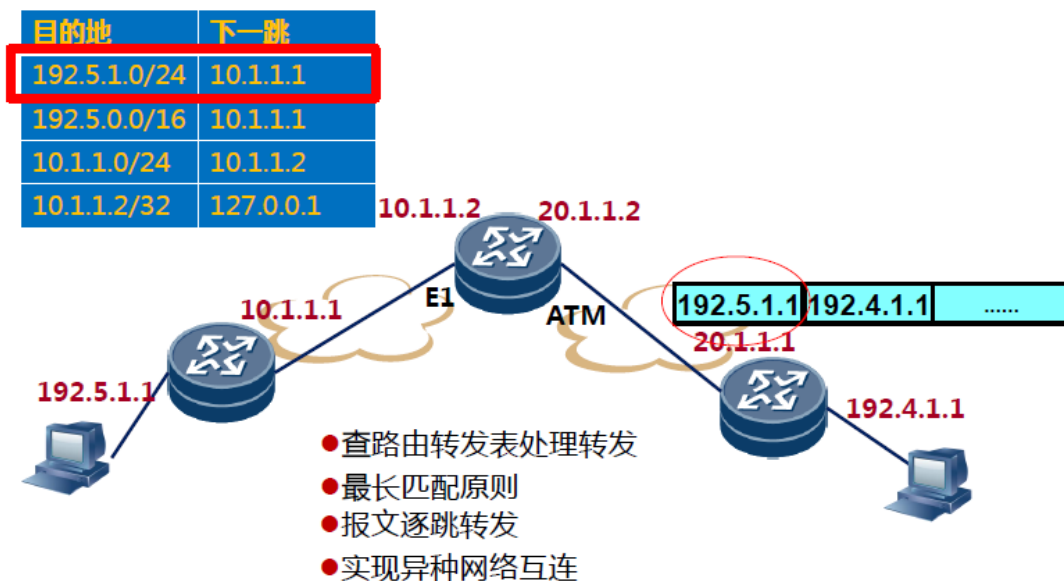 目的地 下一跳
192.5.1.0/24 10.1.1.1
192.5.0.0/16 10.1.1.1
10.1.1.0/24 10.1.1.2
10.1.1.2/32 127.0.0.1
10.1.1.2 20.1.1.2
E1
10.1.1.1
ATM
192.5.1.1 192.4.1.1 ......
20.1.1.1
192.5.1.1
192.4.1.1
●查路由转发表处理转发
●最长匹配原则
●报文逐跳转发
●实现异种网络互连